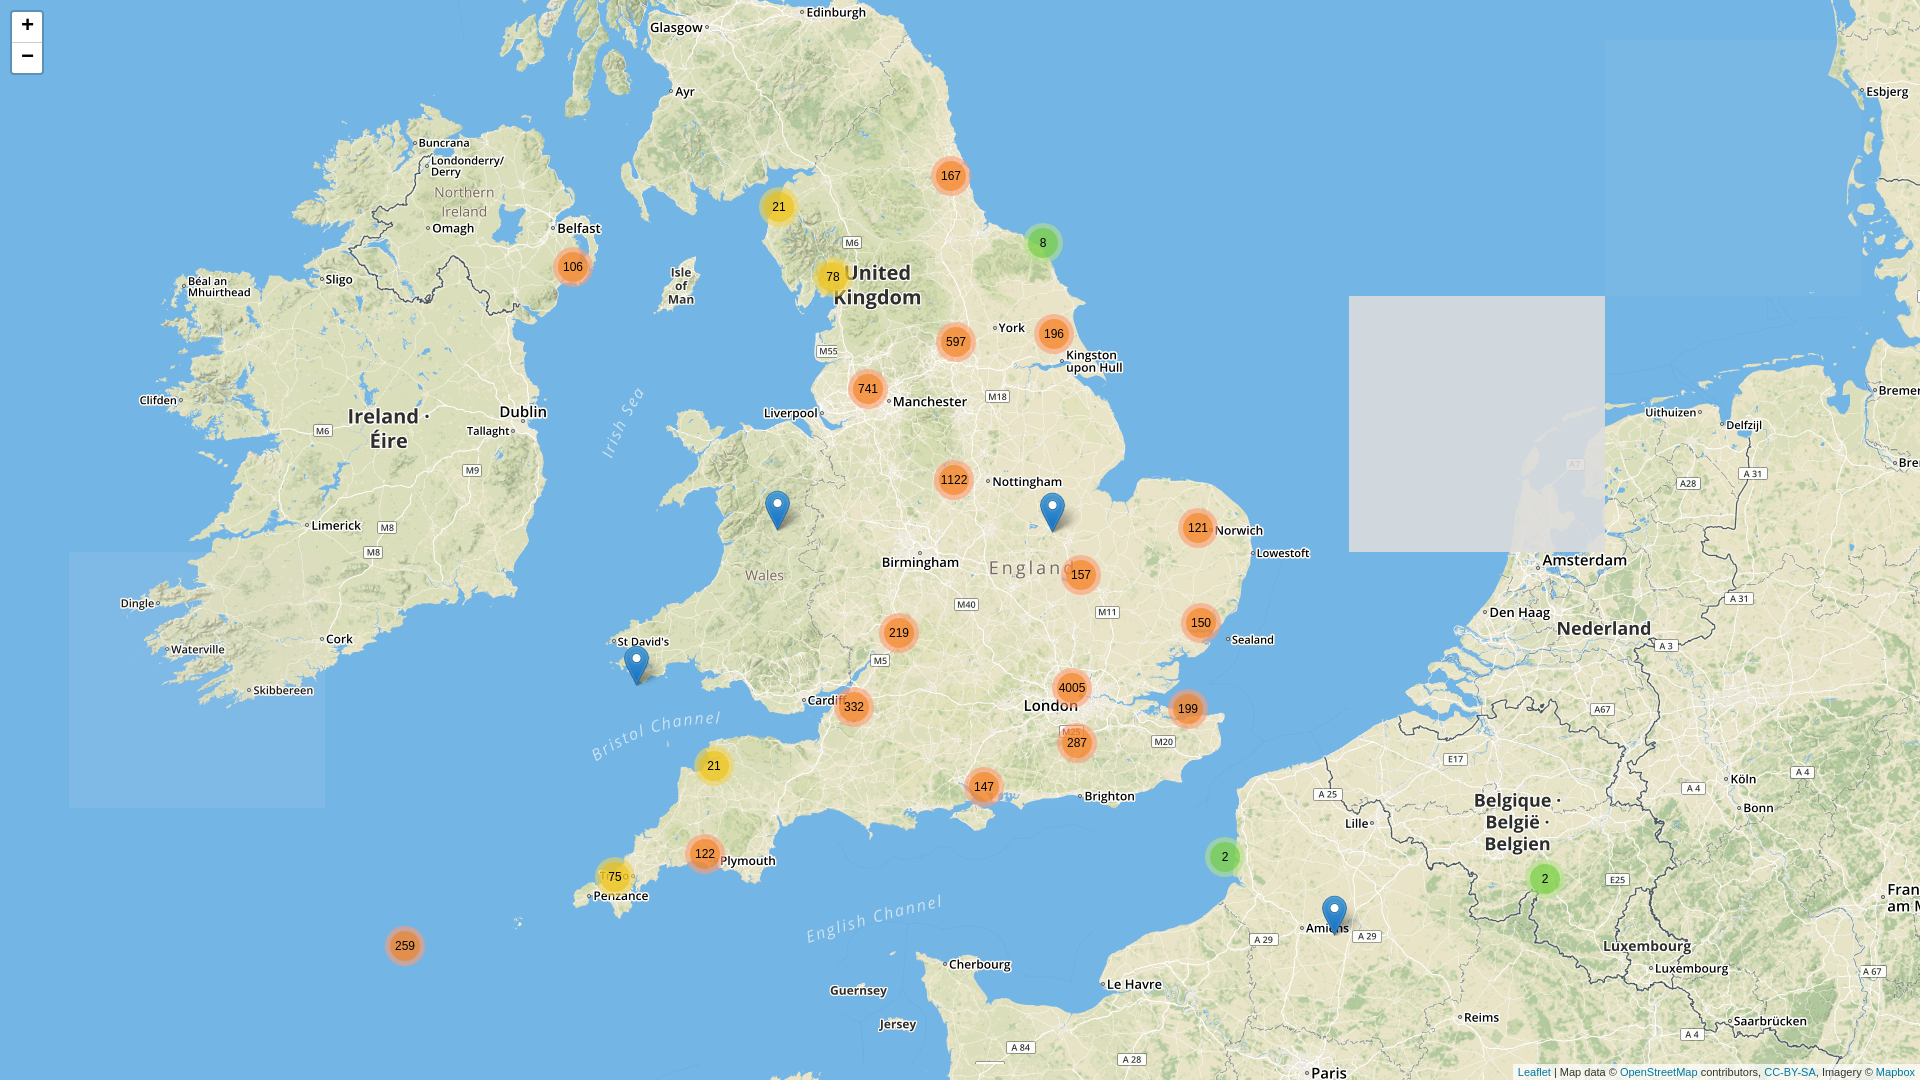 +
−
Edinburgh
Glasgow
Ayr
Esbjerg
Buncrana
Londonderry/
Derry
Northern
Ireland
Omagh
Belfast
167
21
8
M6
106
78
United
Kingdom
Isle
of
Man
Béal an
Mhuirthead
Sligo
597
York
196
M55
Kingston
upon Hull
741
Manchester
M18
Liverpool
Clifden
Ireland ·
Éire
Dublin
Tallaght
M6
M9
Irish Sea
Uithuizen
Delfzijl
Bremer
Bre
A 31
A28
A7
1122
Nottingham
Limerick
M8
M8
121
Norwich
Lowestoft
Birmingham
England
157
Wales
Amsterdam
A 31
Den Haag
Nederland
A 3
Dingle
Cork
Waterville
Skibbereen
M40
M11
219
150
Sealand
St David's
M5
4005
London
Cardiff
332
199
M25
287
M20
Bristol Channel
A67
E17
21
147
Brighton
A 25
Lille
Köln
A 4
A 4
Bonn
Belgique ·
België ·
Belgien
122
Plymouth
2
75
Penzance
2
E25
Fran
am M
English Channel
Amiens
A 29
A 29
259
Luxembourg
Luxembourg
A 67
Cherbourg
Guernsey
Le Havre
Jersey
Reims
Saarbrücken
A 4
A 84
A 28
Paris
Leaflet | Map data © OpenStreetMap contributors, CC-BY-SA, Imagery © Mapbox